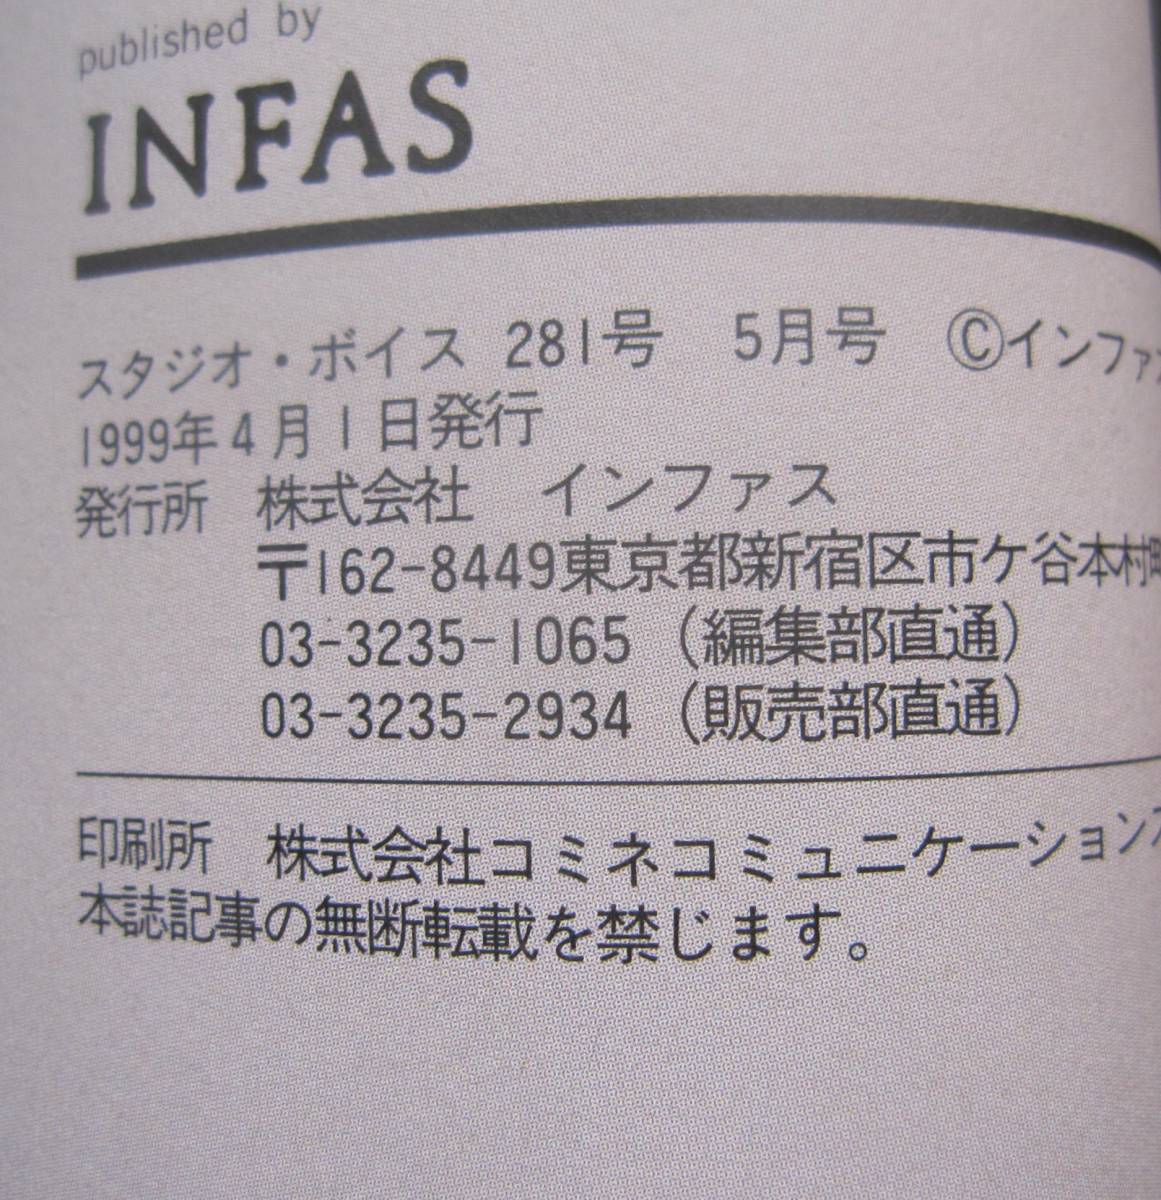 published by
INFAS
スタジオ・ボイス 281号 5月号 ©インファス
1999年4月1日発行
発行所 株式会社 インファス
〒162-8449東京都新宿区市ケ谷本村町
03-3235-1065（編集部直通）
03-3235-2934（販売部直通）
印刷所 株式会社コミネコミュニケーションズ
本誌記事の無断転載を禁じます。